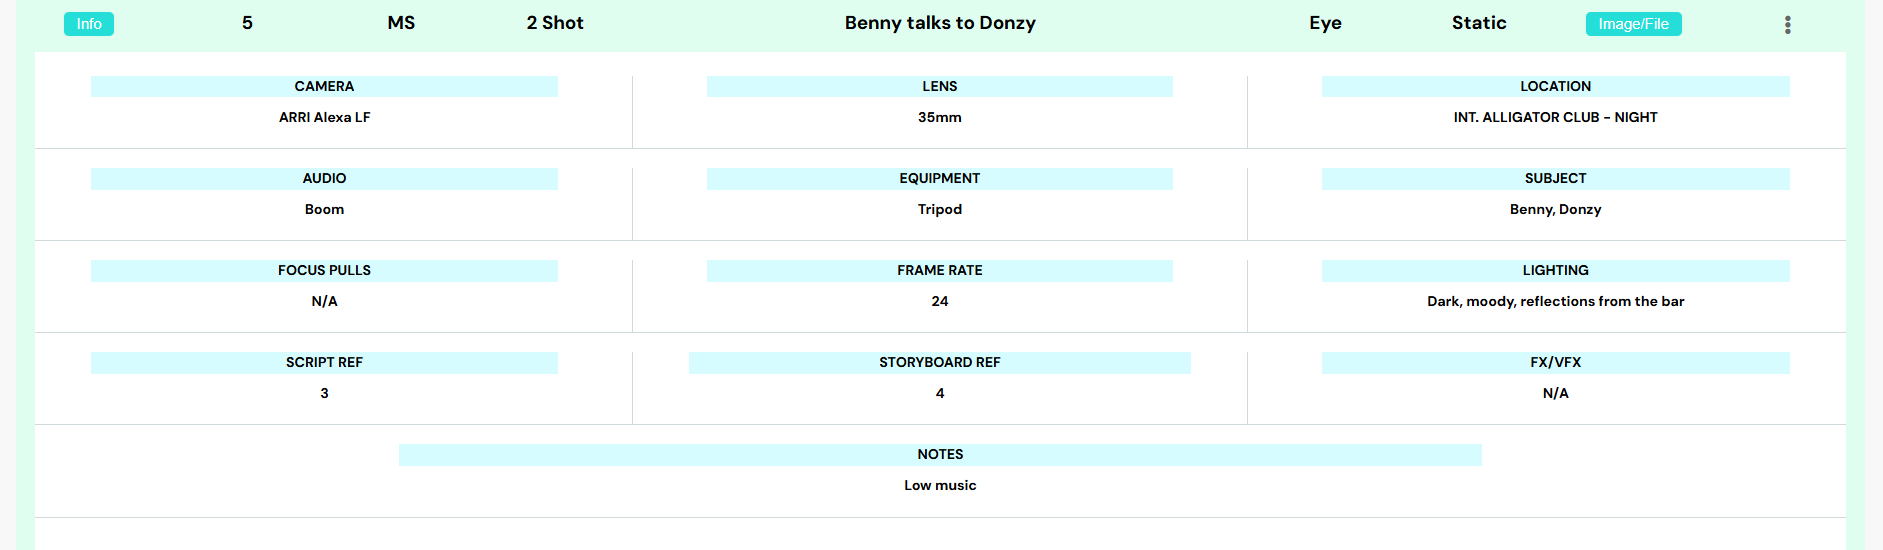 Info 5 MS 2 Shot Benny talks to Donzy Eye Static Image/File
CAMERA LENS LOCATION
ARRI Alexa LF 35mm INT. ALLIGATOR CLUB - NIGHT
AUDIO EQUIPMENT SUBJECT
Boom Tripod Benny, Donzy
FOCUS PULLS FRAME RATE LIGHTING
N/A 24 Dark, moody, reflections from the bar
SCRIPT REF STORYBOARD REF FX/VFX
3 4 N/A
NOTES
Low music